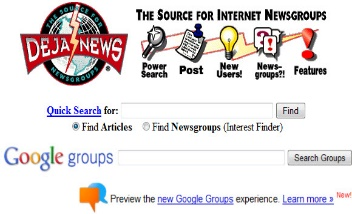 THE SOURCE FOR
DEJA NEWS
NEWSGROUPS
THE SOURCE FOR INTERNET NEWSGROUPS
Power Search
Post
New Users!
News-groups?!
Features
Quick Search for: Find
Find Articles Find Newsgroups (Interest Finder)
Google groups Search Groups
Preview the new Google Groups experience. Learn more » New!